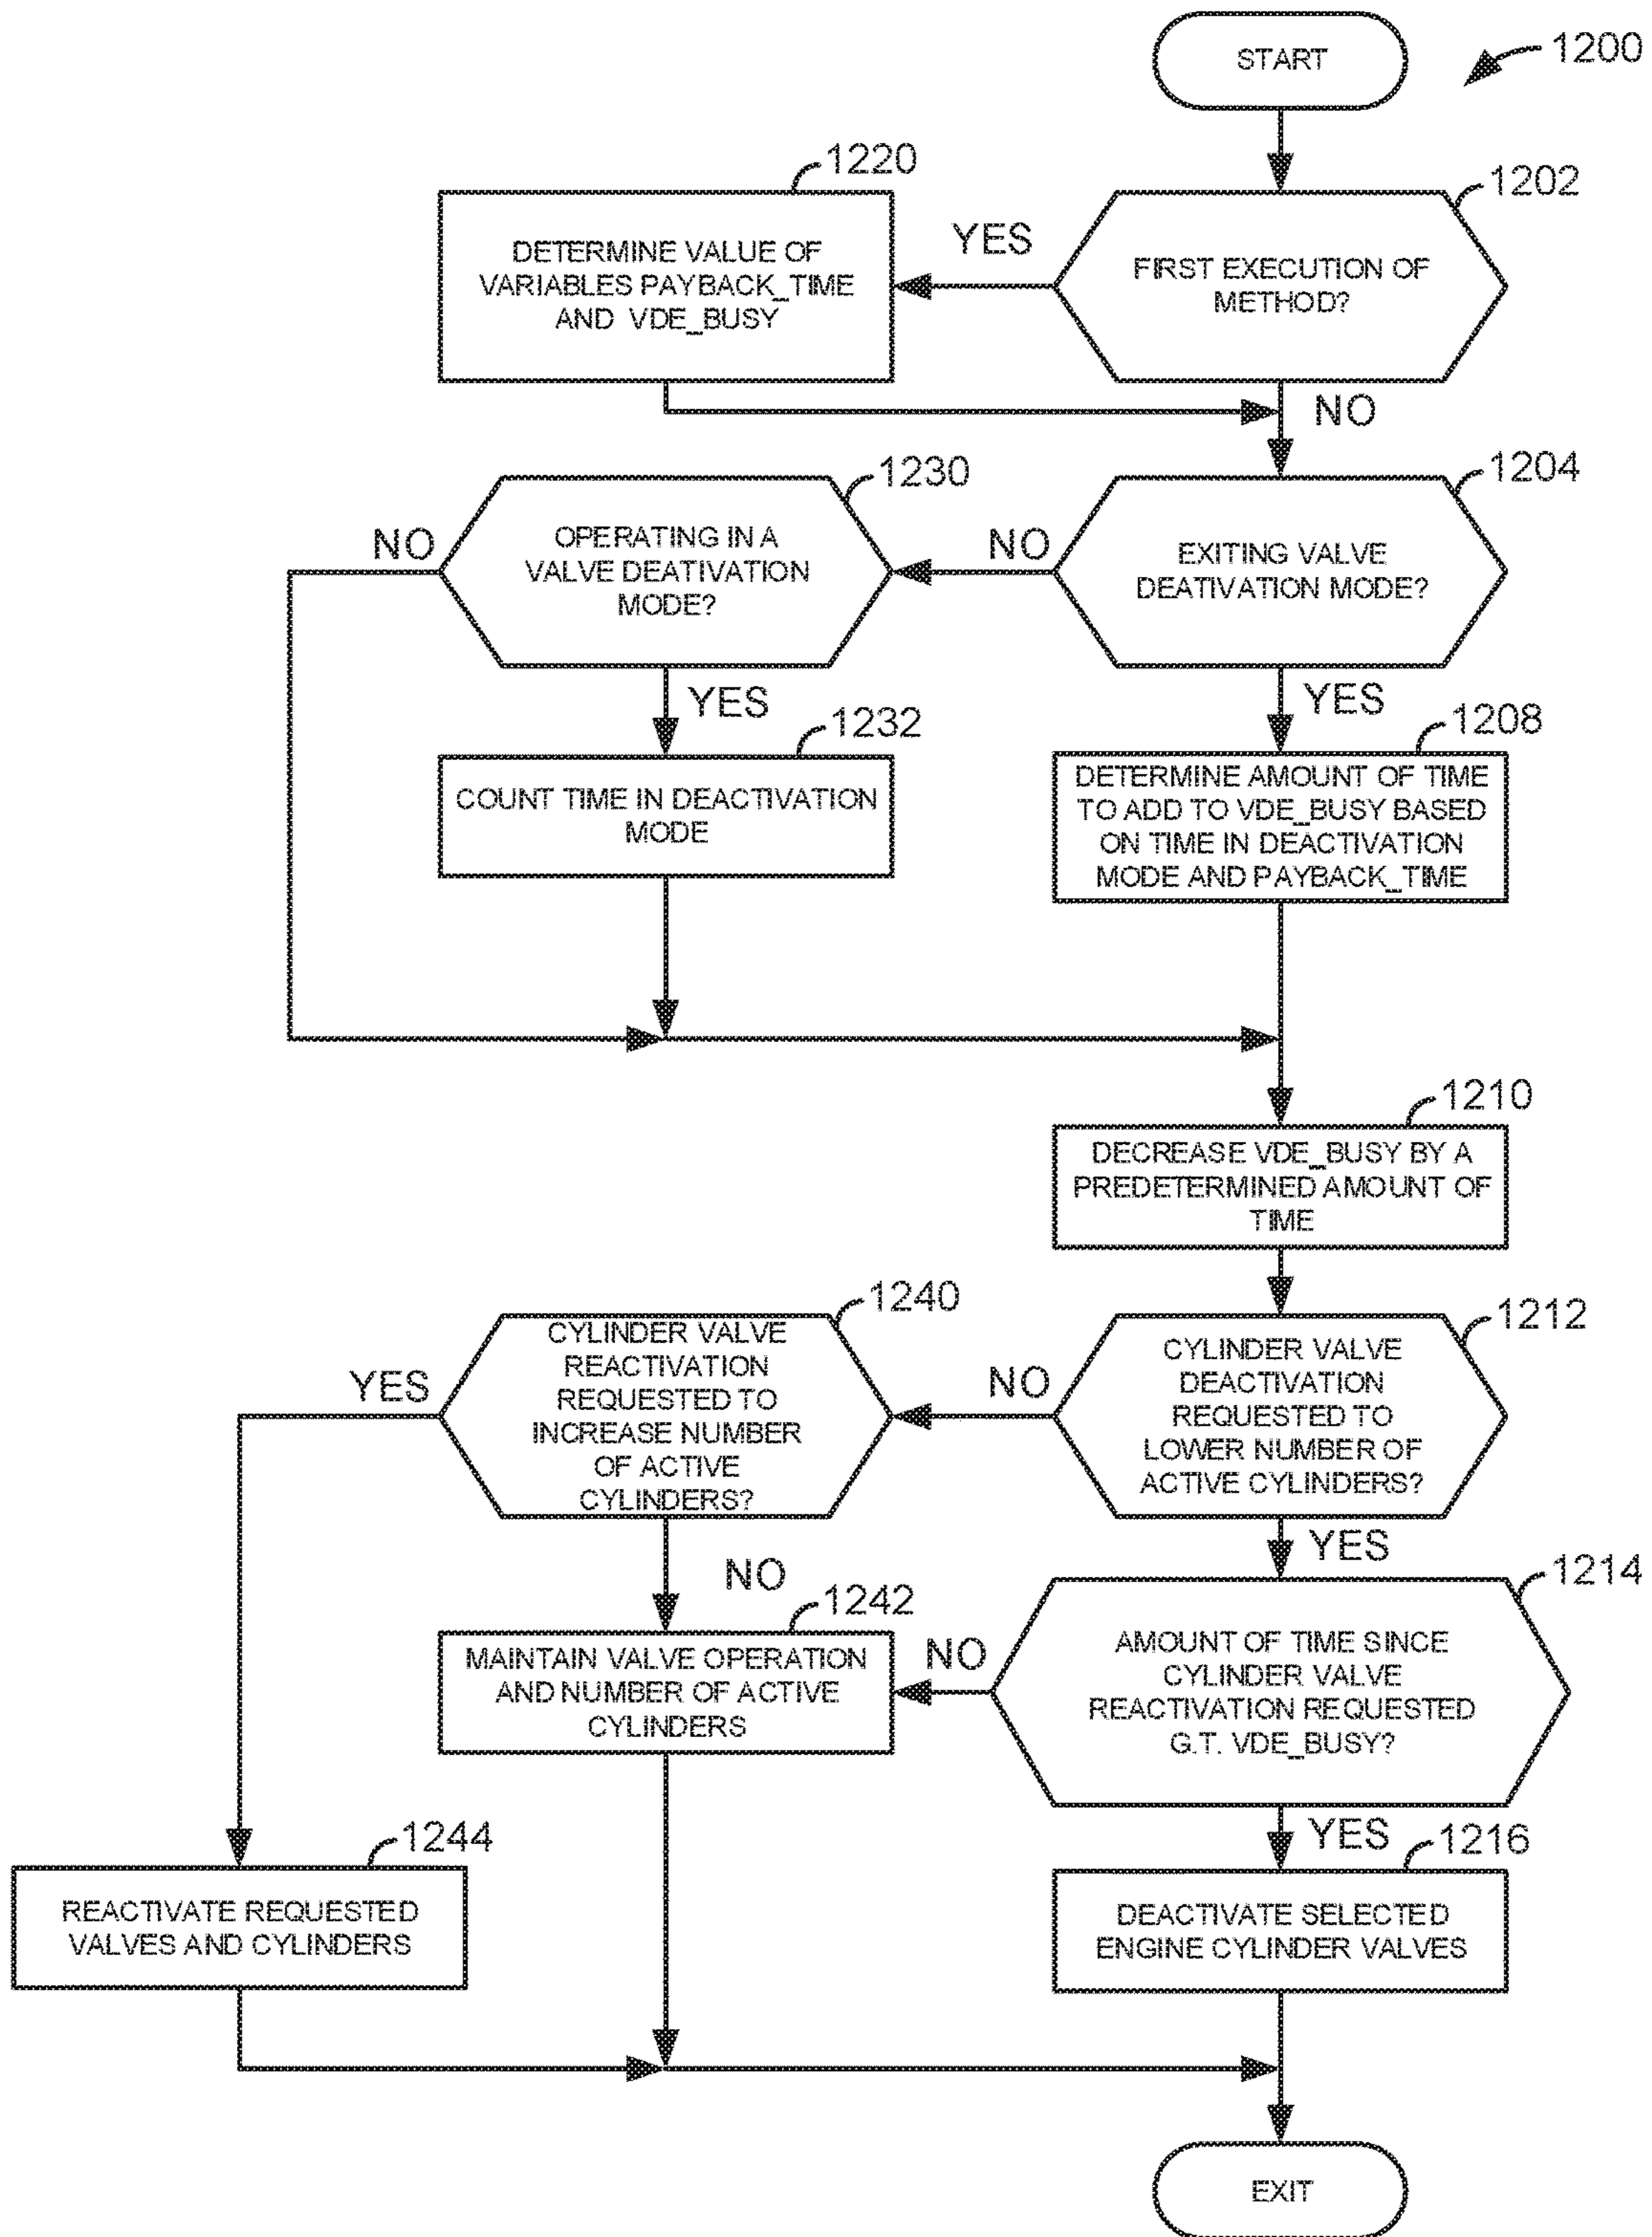 START
1200
1220
1202
DETERMINE VALUE OF
VARIABLES PAYBACK_TIME
AND VDE_BUSY
YES
FIRST EXECUTION OF
METHOD?
NO
1230
1204
NO
OPERATING IN A
VALVE DEATIVATION
MODE?
NO
EXITING VALVE
DEATIVATION MODE?
YES
1232
YES
1208
COUNT TIME IN DEACTIVATION
MODE
DETERMINE AMOUNT OF TIME
TO ADD TO VDE_BUSY BASED
ON TIME IN DEACTIVATION
MODE AND PAYBACK_TIME
1210
DECREASE VDE_BUSY BY A
PREDETERMINED AMOUNT OF
TIME
1240
1212
YES
CYLINDER VALVE
REACTIVATION
REQUESTED TO
INCREASE NUMBER
OF ACTIVE
CYLINDERS?
NO
CYLINDER VALVE
DEACTIVATION
REQUESTED TO
LOWER NUMBER OF
ACTIVE CYLINDERS?
NO
YES
1242
1214
MAINTAIN VALVE OPERATION
AND NUMBER OF ACTIVE
CYLINDERS
NO
AMOUNT OF TIME SINCE
CYLINDER VALVE
REACTIVATION REQUESTED
G.T. VDE_BUSY?
1244
YES
1216
REACTIVATE REQUESTED
VALVES AND CYLINDERS
DEACTIVATE SELECTED
ENGINE CYLINDER VALVES
EXIT